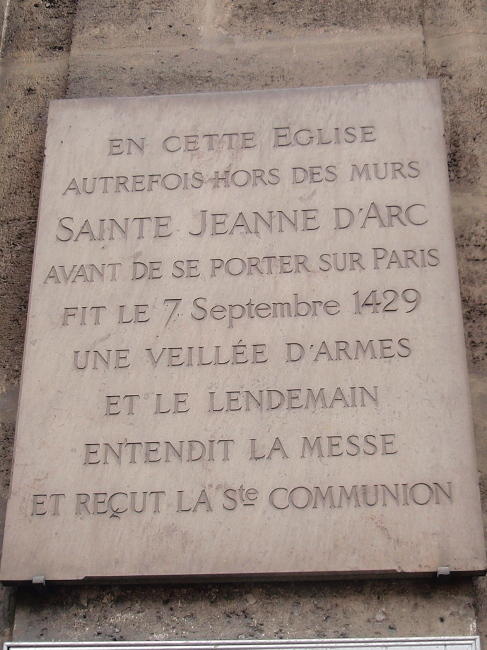 EN CETTE EGLISE
AUTREFOIS HORS DES MURS
SAINTE JEANNE D'ARC
AVANT DE SE PORTER SUR PARIS
FIT LE 7 Septembre 1429
UNE VEILLÉE D'ARMES
ET LE LENDEMAIN
ENTENDIT LA MESSE
ET REÇUT LA Ste COMMUNION